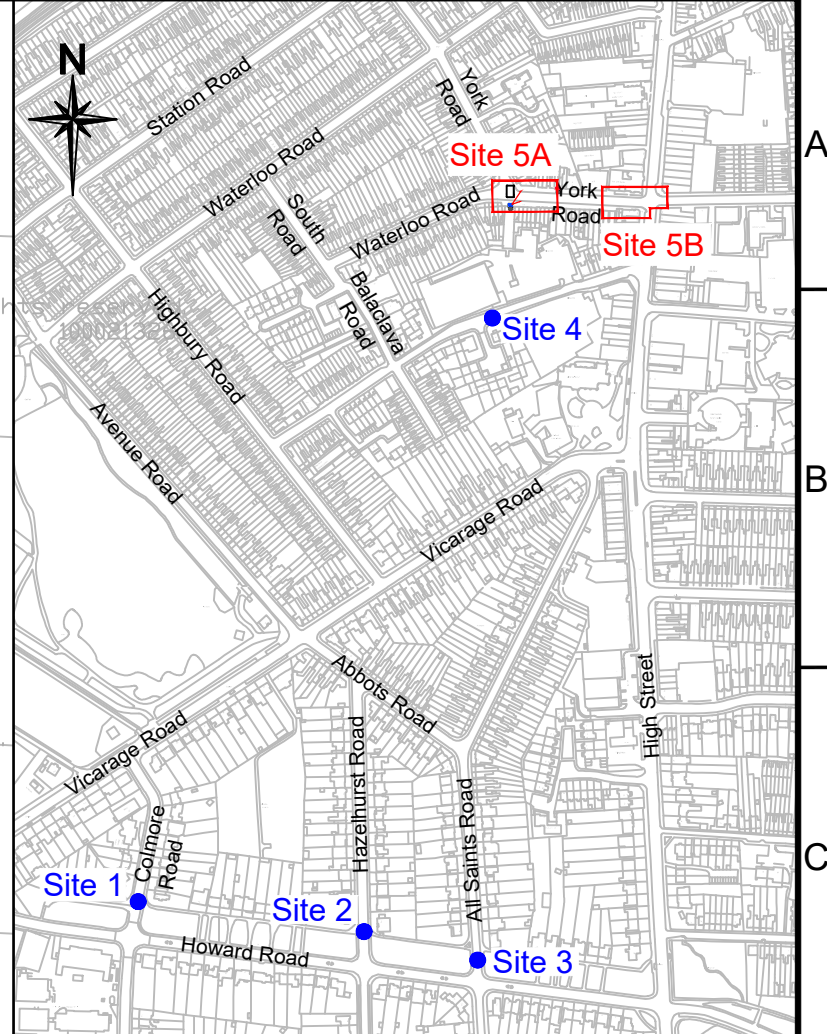 N
Station Road
York
Road
A
Waterloo Road
Site 5A
York
Road
South
Road
Waterloo Road
Site 5B
Balaclava
Road
Site 4
Highbury Road
Avenue Road
B
Vicarage Road
Abbots Road
High Street
Vicarage Road
Hazelhurst Road
All Saints Road
Colmore
Road
C
Site 1
Site 2
Howard Road
Site 3